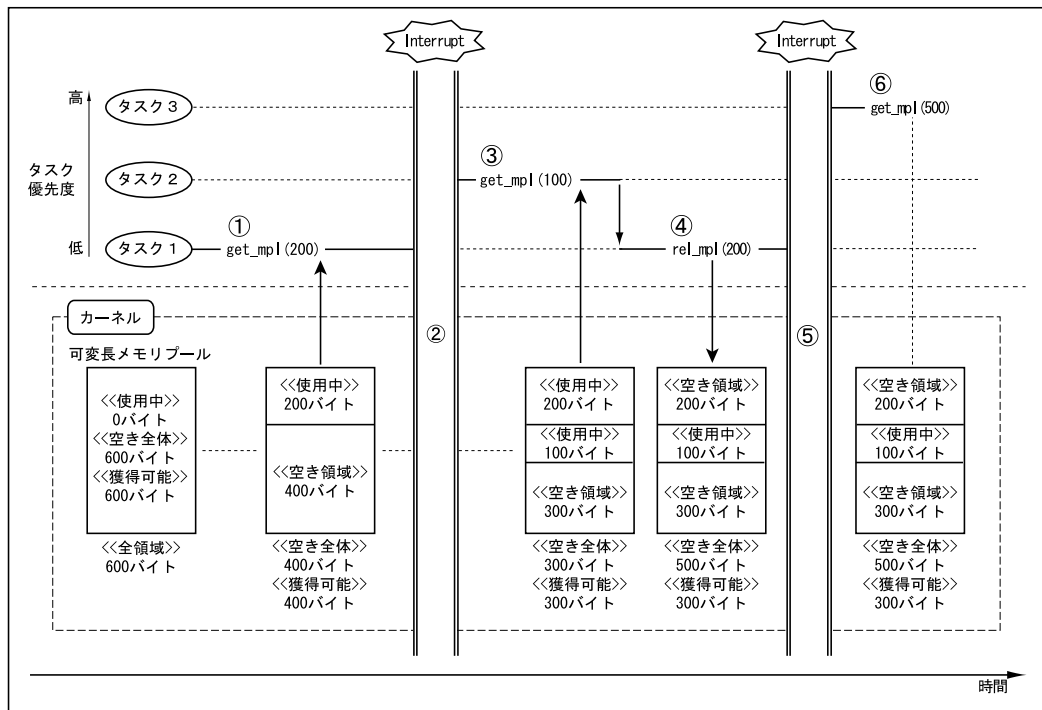 Interrupt
Interrupt
高
タスク
優先度
低
タスク3
⑥
get_mpl(500)
タスク2
③
get_mpl(100)
タスク1
①
get_mpl(200)
④
rel_mpl(200)
カーネル
②
⑤
可変長メモリプール
<<使用中>>
0バイト
<<空き全体>>
600バイト
<<獲得可能>>
600バイト
<<全領域>>
600バイト
<<使用中>>
200バイト
<<空き領域>>
400バイト
<<空き全体>>
400バイト
<<獲得可能>>
400バイト
<<使用中>>
200バイト
<<使用中>>
100バイト
<<空き領域>>
300バイト
<<空き全体>>
300バイト
<<獲得可能>>
300バイト
<<空き領域>>
200バイト
<<使用中>>
100バイト
<<空き領域>>
300バイト
<<空き全体>>
500バイト
<<獲得可能>>
300バイト
<<空き領域>>
200バイト
<<使用中>>
100バイト
<<空き領域>>
300バイト
<<空き全体>>
500バイト
<<獲得可能>>
300バイト
時間